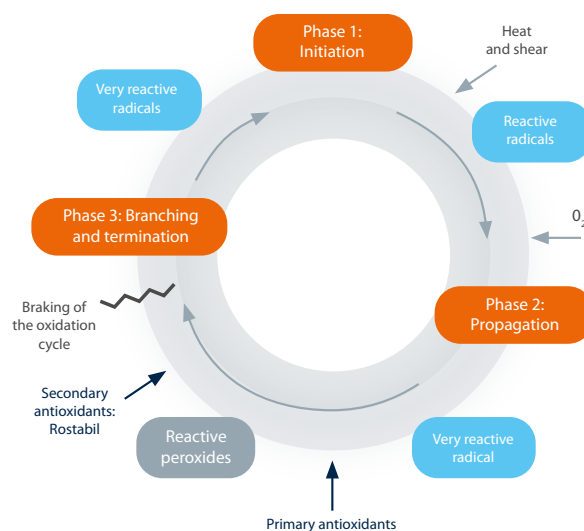 Phase 1:
Initiation
Heat
and shear
Very reactive
radicals
Reactive
radicals
Phase 3: Branching
and termination
0₂
Braking of
the oxidation
cycle
Phase 2:
Propagation
Secondary
antioxidants:
Rostabil
Reactive
peroxides
Very reactive
radical
Primary antioxidants